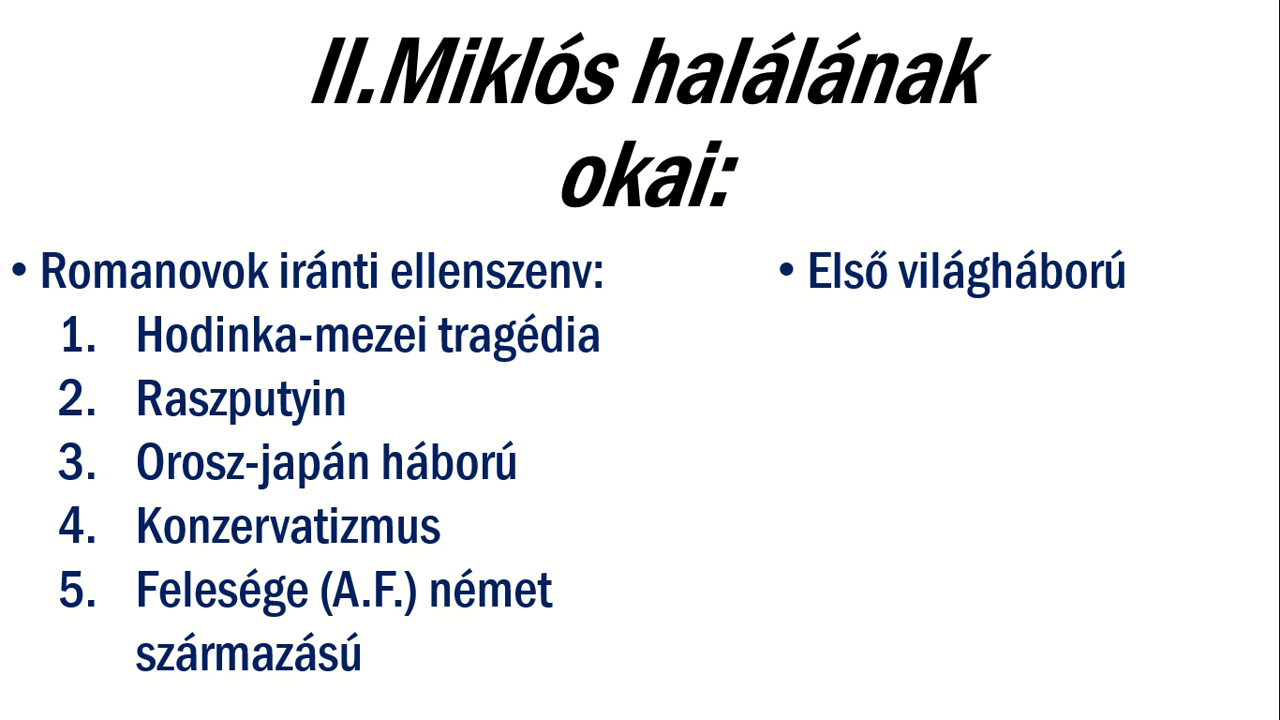 II.Miklós halálának
okai:
• Romanovok iránti ellenszenv:
1. Hodinka-mezei tragédia
2. Raszputyin
3. Orosz-japán háború
4. Konzervatizmus
5. Felesége (A.F.) német
származású
• Első világháború